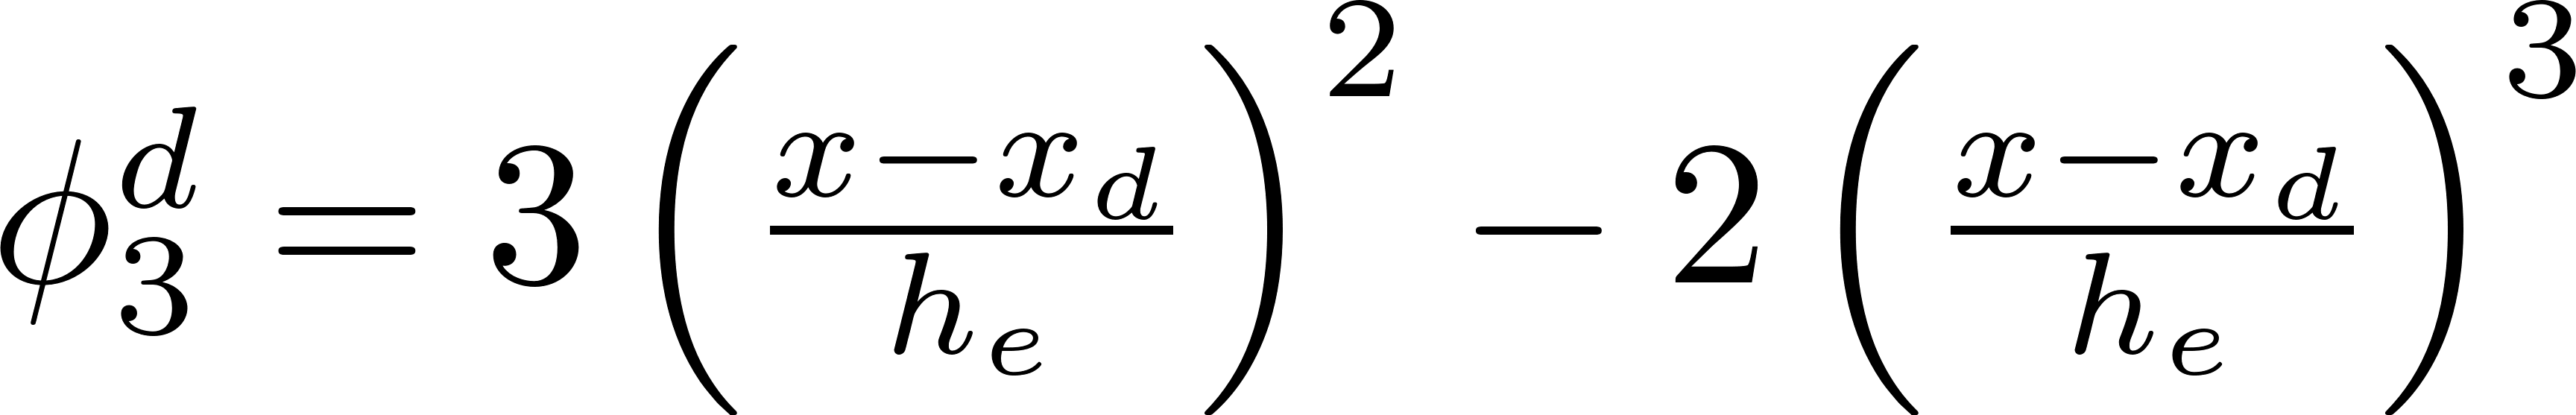 $\phi_3^d = 3 \left( \frac{x - x_d}{h_e} \right)^2 - 2 \left( \frac{x - x_d}{h_e} \right)^3$